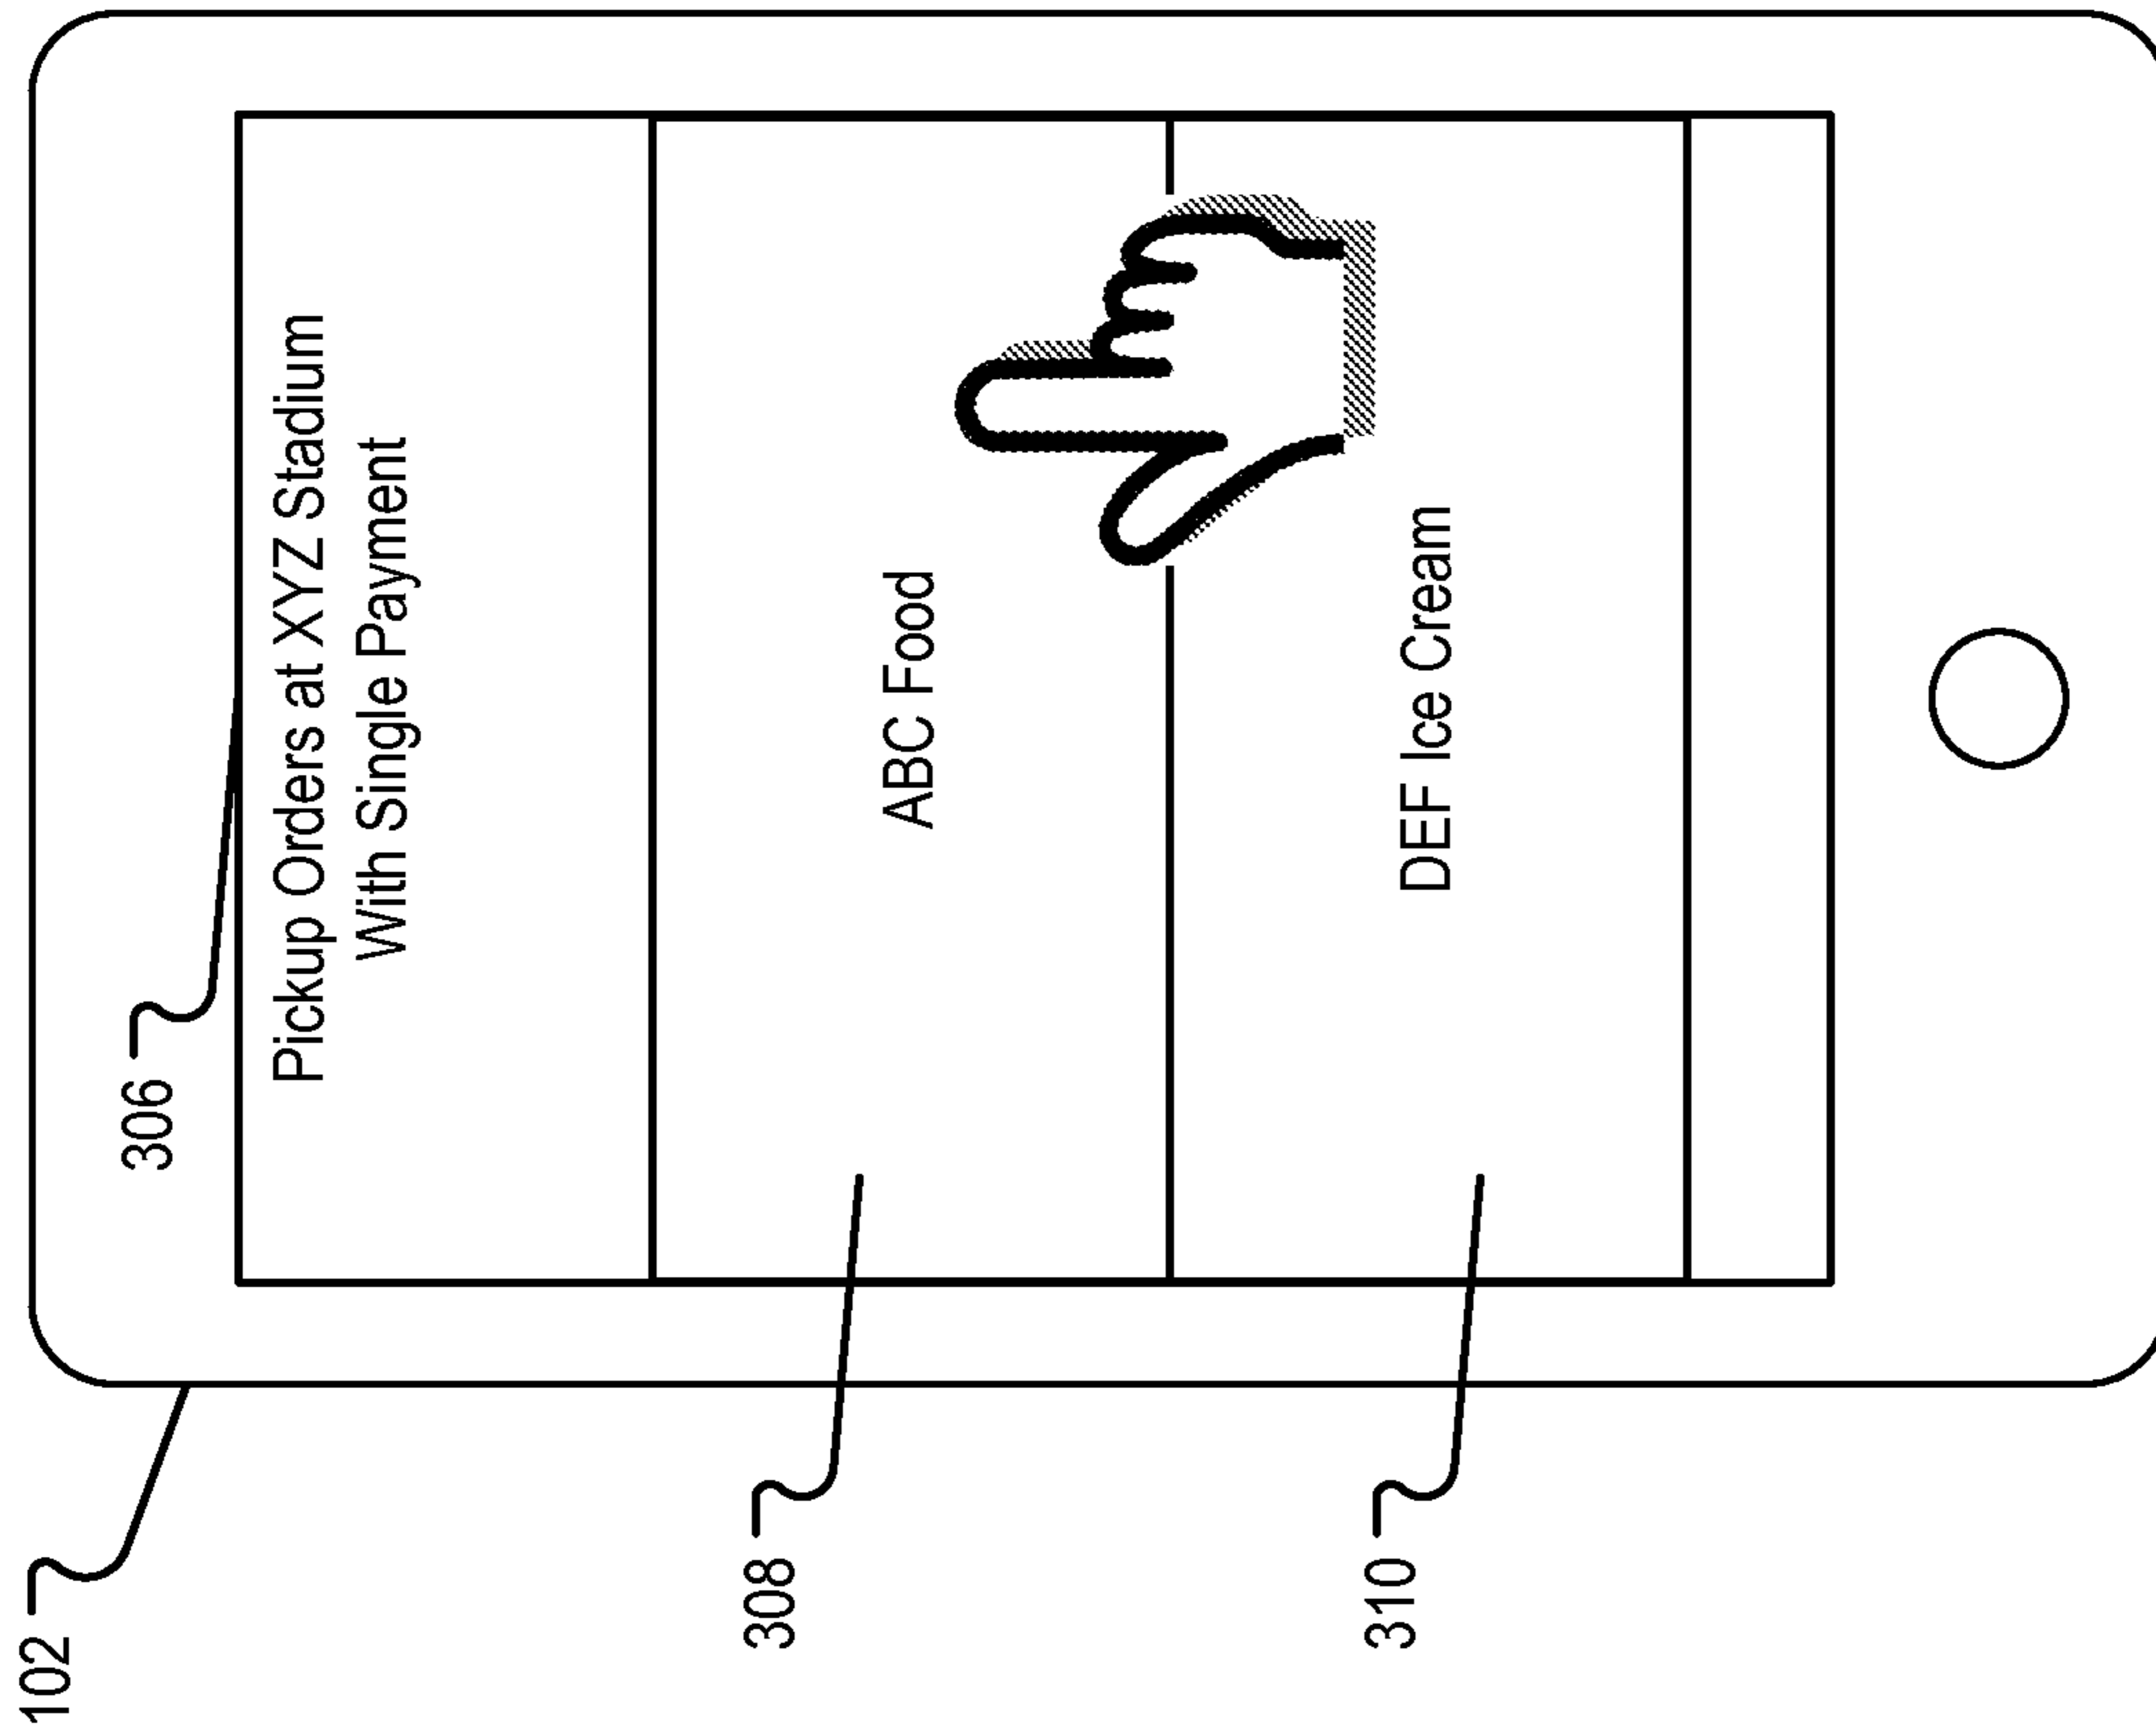 102
306
Pickup Orders at XYZ Stadium
With Single Payment
308
ABC Food
310
DEF Ice Cream